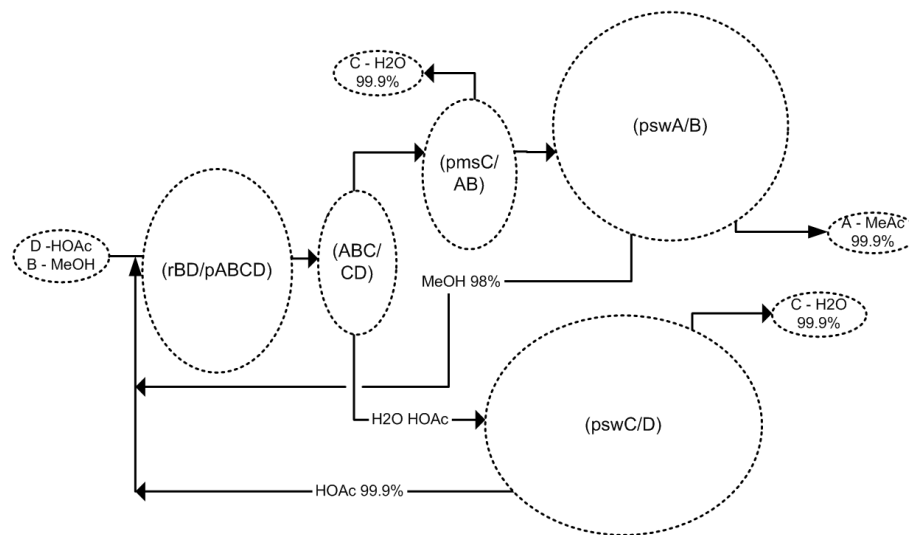 C - H2O
99.9%
(pswA/B)
(pmsC/
AB)
D -HOAc
B - MeOH
(rBD/pABCD)
(ABC/
CD)
A - MeAc
99.9%
MeOH 98%
C - H2O
99.9%
H2O HOAc
(pswC/D)
HOAc 99.9%